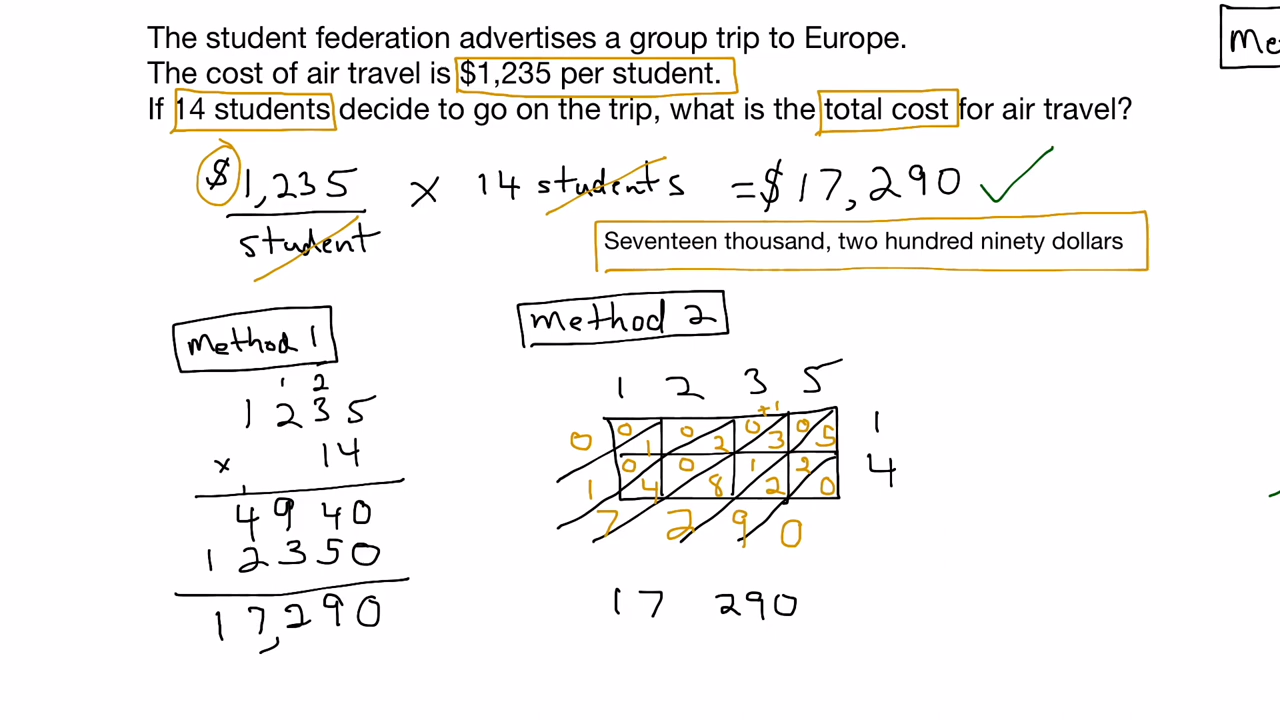 The student federation advertises a group trip to Europe.
Me
The cost of air travel is $1,235 per student.
If 14 students decide to go on the trip, what is the total cost for air travel?
$1,235 × 14 students = $17,290 ✓
student
Seventeen thousand, two hundred ninety dollars
Method 1
1 2
1235
× 14
1
4940
12350
17,290
Method 2
1 2 3 5
+1
0 0 1 0 2 0 3 0 5 1
1 0 4 0 8 1 2 2 0 4
7 2 9 0
17 290